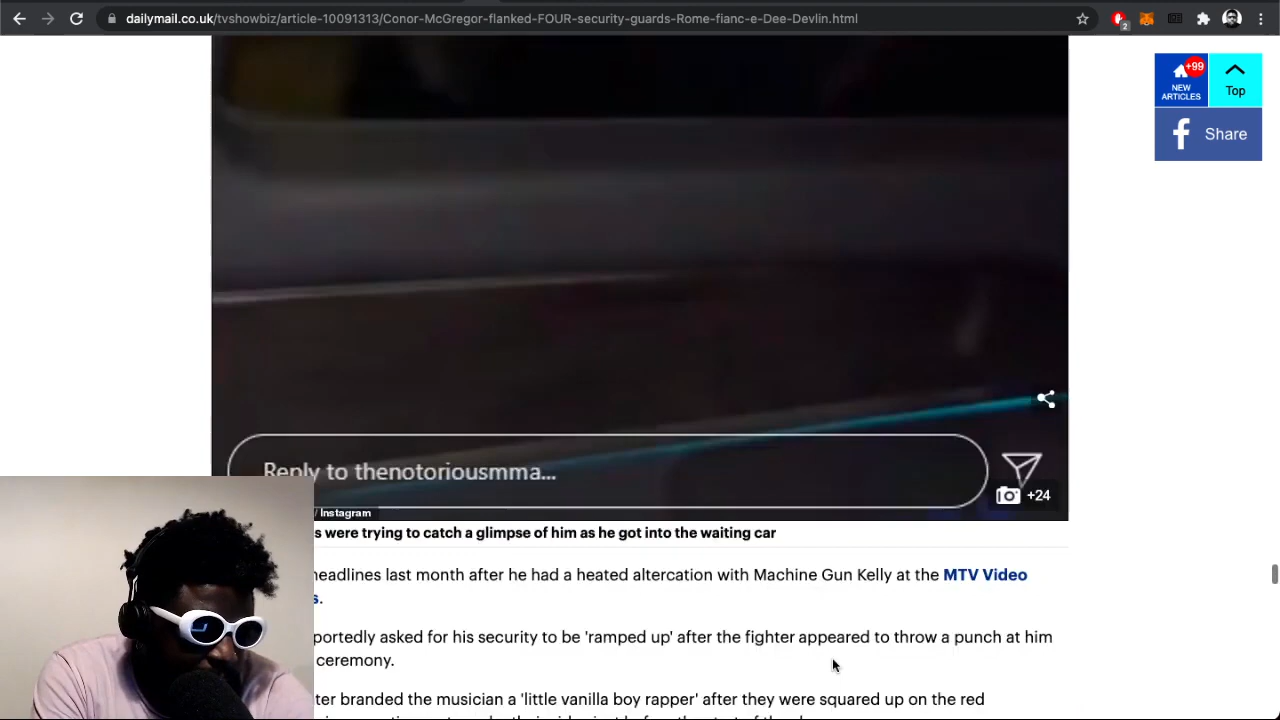 dailymail.co.uk/tvshowbiz/article-10091313/Conor-McGregor-flanked-FOUR-security-guards-Rome-fianc-e-Dee-Devlin.html
2
+99
NEW
ARTICLES
Top
Share
Reply to thenotoriousmma...
+24
/ Instagram
s were trying to catch a glimpse of him as he got into the waiting car
headlines last month after he had a heated altercation with Machine Gun Kelly at the MTV Video
s.
portedly asked for his security to be 'ramped up' after the fighter appeared to throw a punch at him
ceremony.
ter branded the musician a 'little vanilla boy rapper' after they were squared up on the red